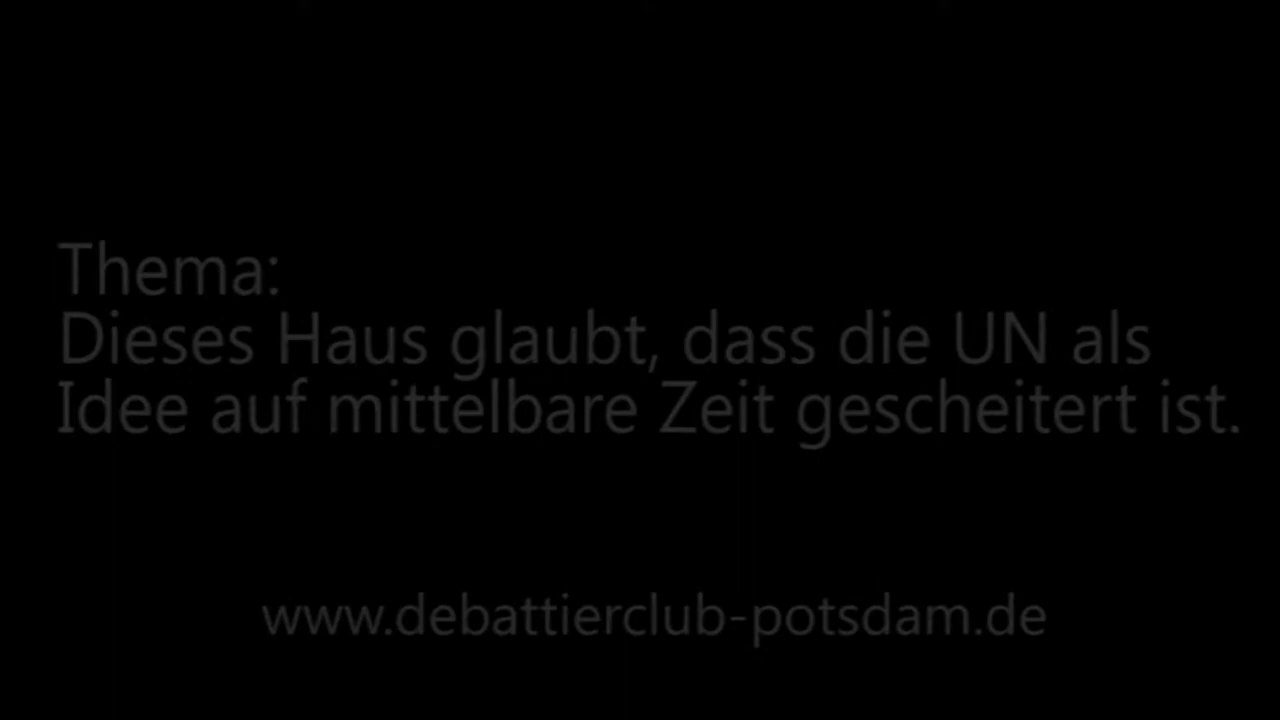 Thema:
Dieses Haus glaubt, dass die UN als
Idee auf mittelbare Zeit gescheitert ist.
www.debattierclub-potsdam.de